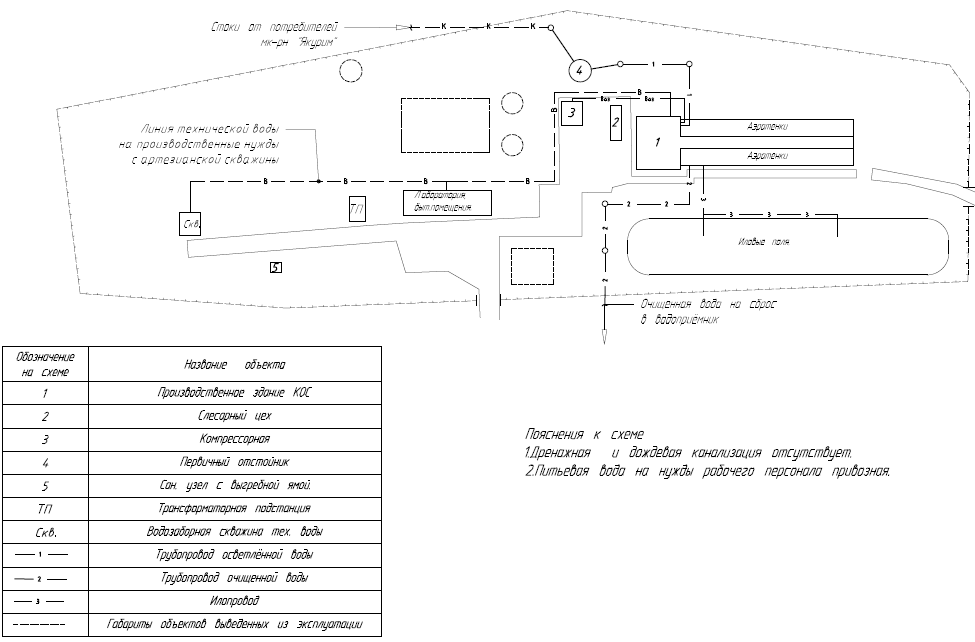 Стоки от потребителей
мк-рн "Якурим"
К К К
4
1
1
В
Воз Воз
3
2
В
1
Аэротенки
Аэротенки
Линия технической воды
на производственные нужды
с артезианской скважины
В В В В
2
Скв.
ТП
Лаборатория,
быт.помещения.
2 2
3
3 3 3
2
Иловые поля
5
2
Очищенная вода на сброс
в водоприёмник
Обозначение
на схеме
Название объекта
1 Производственное здание КОС
2 Слесарный цех
3 Компрессорная
4 Первичный отстойник
5 Сан. узел с выгребной ямой.
ТП Трансформаторная подстанция
Скв. Водозаборная скважина тех. воды
1 Трубопровод осветлённой воды
2 Трубопровод очищенной воды
3 Илопровод
Габариты объектов выведенных из эксплуатации
Пояснения к схеме
1.Дренажная и дождевая канализация отсутствует.
2.Питьевая вода на нужды рабочего персонала привозная.